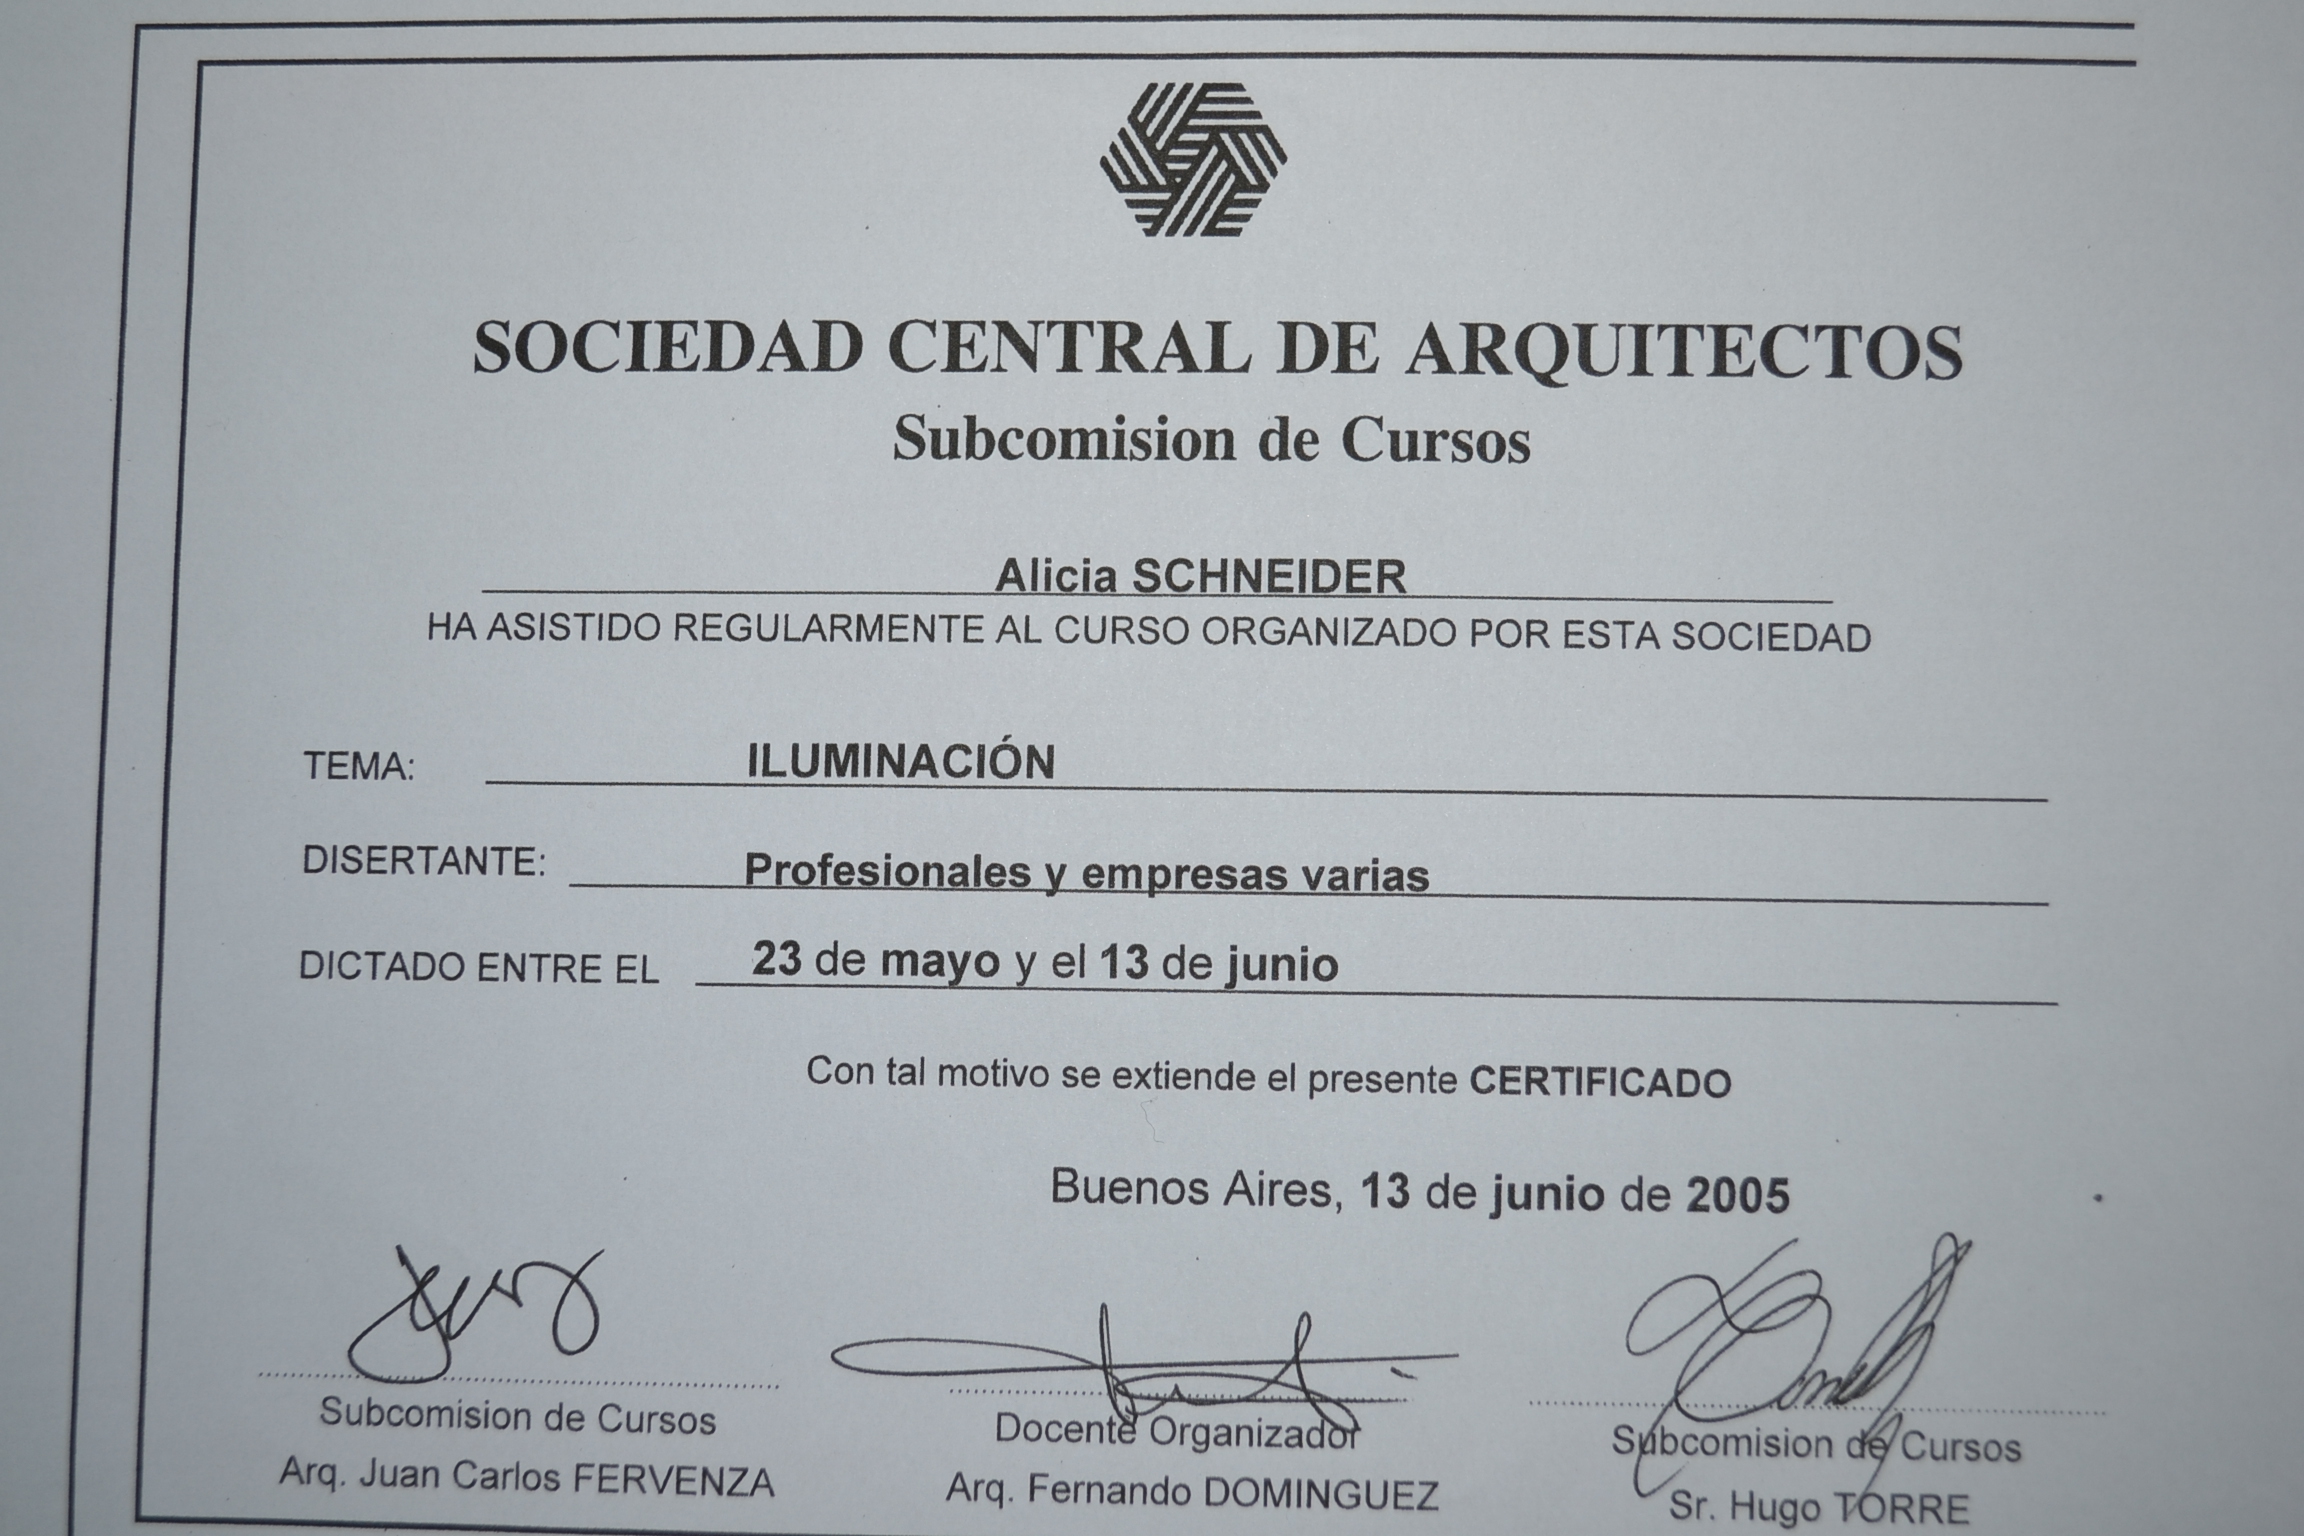 SOCIEDAD CENTRAL DE ARQUITECTOS
Subcomision de Cursos
Alicia SCHNEIDER
HA ASISTIDO REGULARMENTE AL CURSO ORGANIZADO POR ESTA SOCIEDAD
TEMA: ILUMINACIÓN
DISERTANTE: Profesionales y empresas varias
DICTADO ENTRE EL 23 de mayo y el 13 de junio
Con tal motivo se extiende el presente CERTIFICADO
Buenos Aires, 13 de junio de 2005
Subcomision de Cursos
Arq. Juan Carlos FERVENZA
Docente Organizador
Arq. Fernando DOMINGUEZ
Subcomision de Cursos
Sr. Hugo TORRE